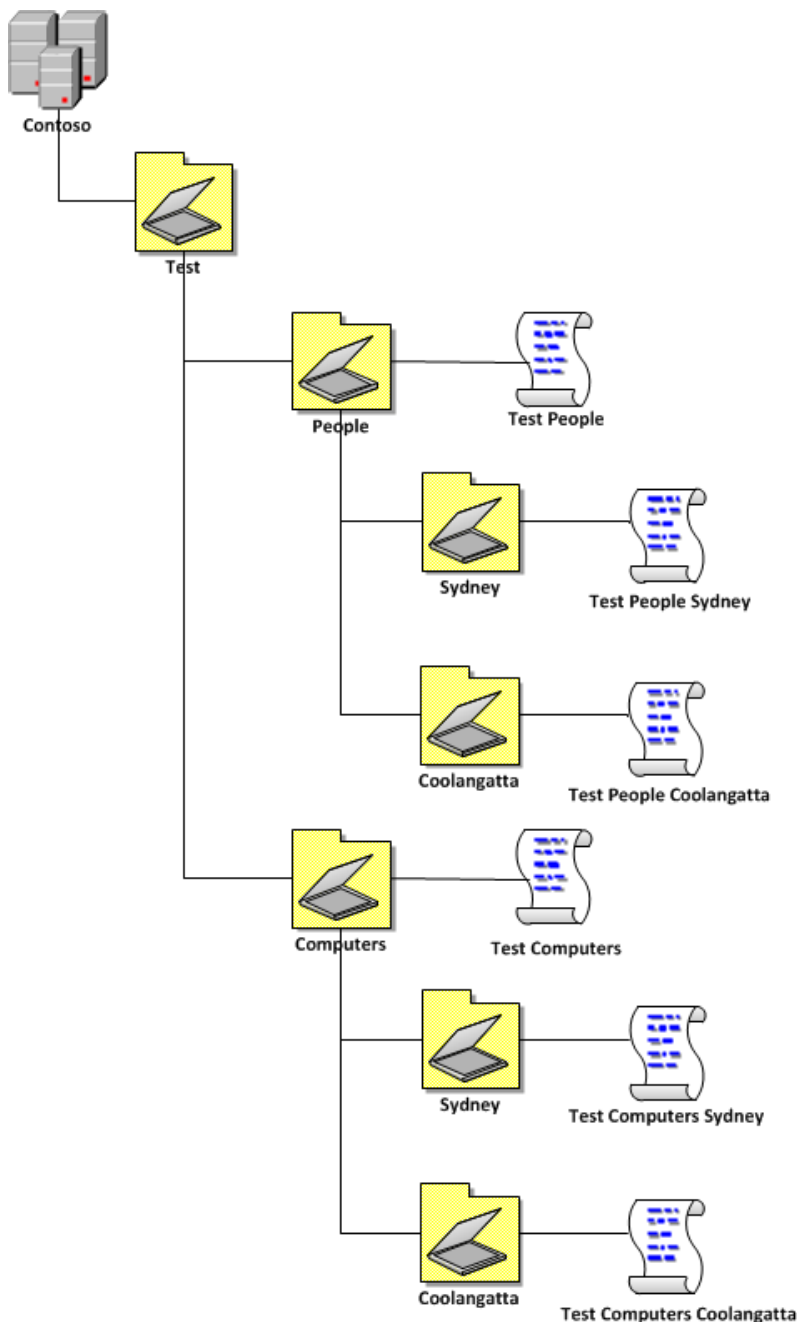 Contoso
Test
People
Test People
Sydney
Test People Sydney
Coolangatta
Test People Coolangatta
Computers
Test Computers
Sydney
Test Computers Sydney
Coolangatta
Test Computers Coolangatta